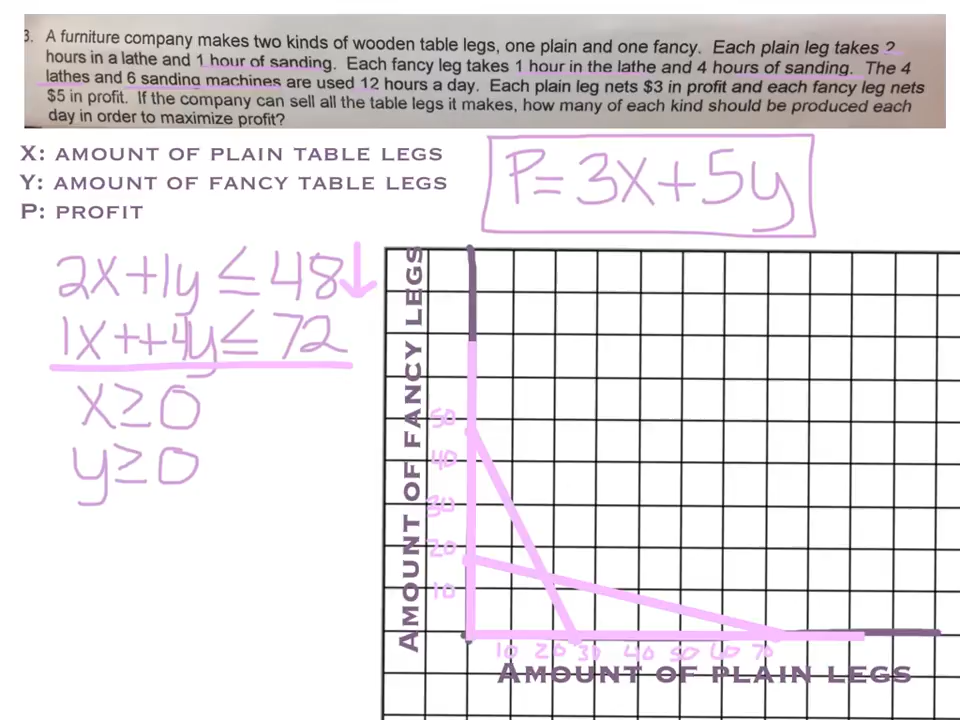 3. A furniture company makes two kinds of wooden table legs, one plain and one fancy. Each plain leg takes 2
hours in a lathe and 1 hour of sanding. Each fancy leg takes 1 hour in the lathe and 4 hours of sanding. The 4
lathes and 6 sanding machines are used 12 hours a day. Each plain leg nets $3 in profit and each fancy leg nets
$5 in profit. If the company can sell all the table legs it makes, how many of each kind should be produced each
day in order to maximize profit?
X: AMOUNT OF PLAIN TABLE LEGS
Y: AMOUNT OF FANCY TABLE LEGS
P: PROFIT
P=3x+5y
2x+1y ≤ 48↓
1x++4y ≤ 72
x≥0
y≥0
AMOUNT OF FANCY LEGS
50
40
30
20
10
10 20 30 40 50 60 70
AMOUNT OF PLAIN LEGS